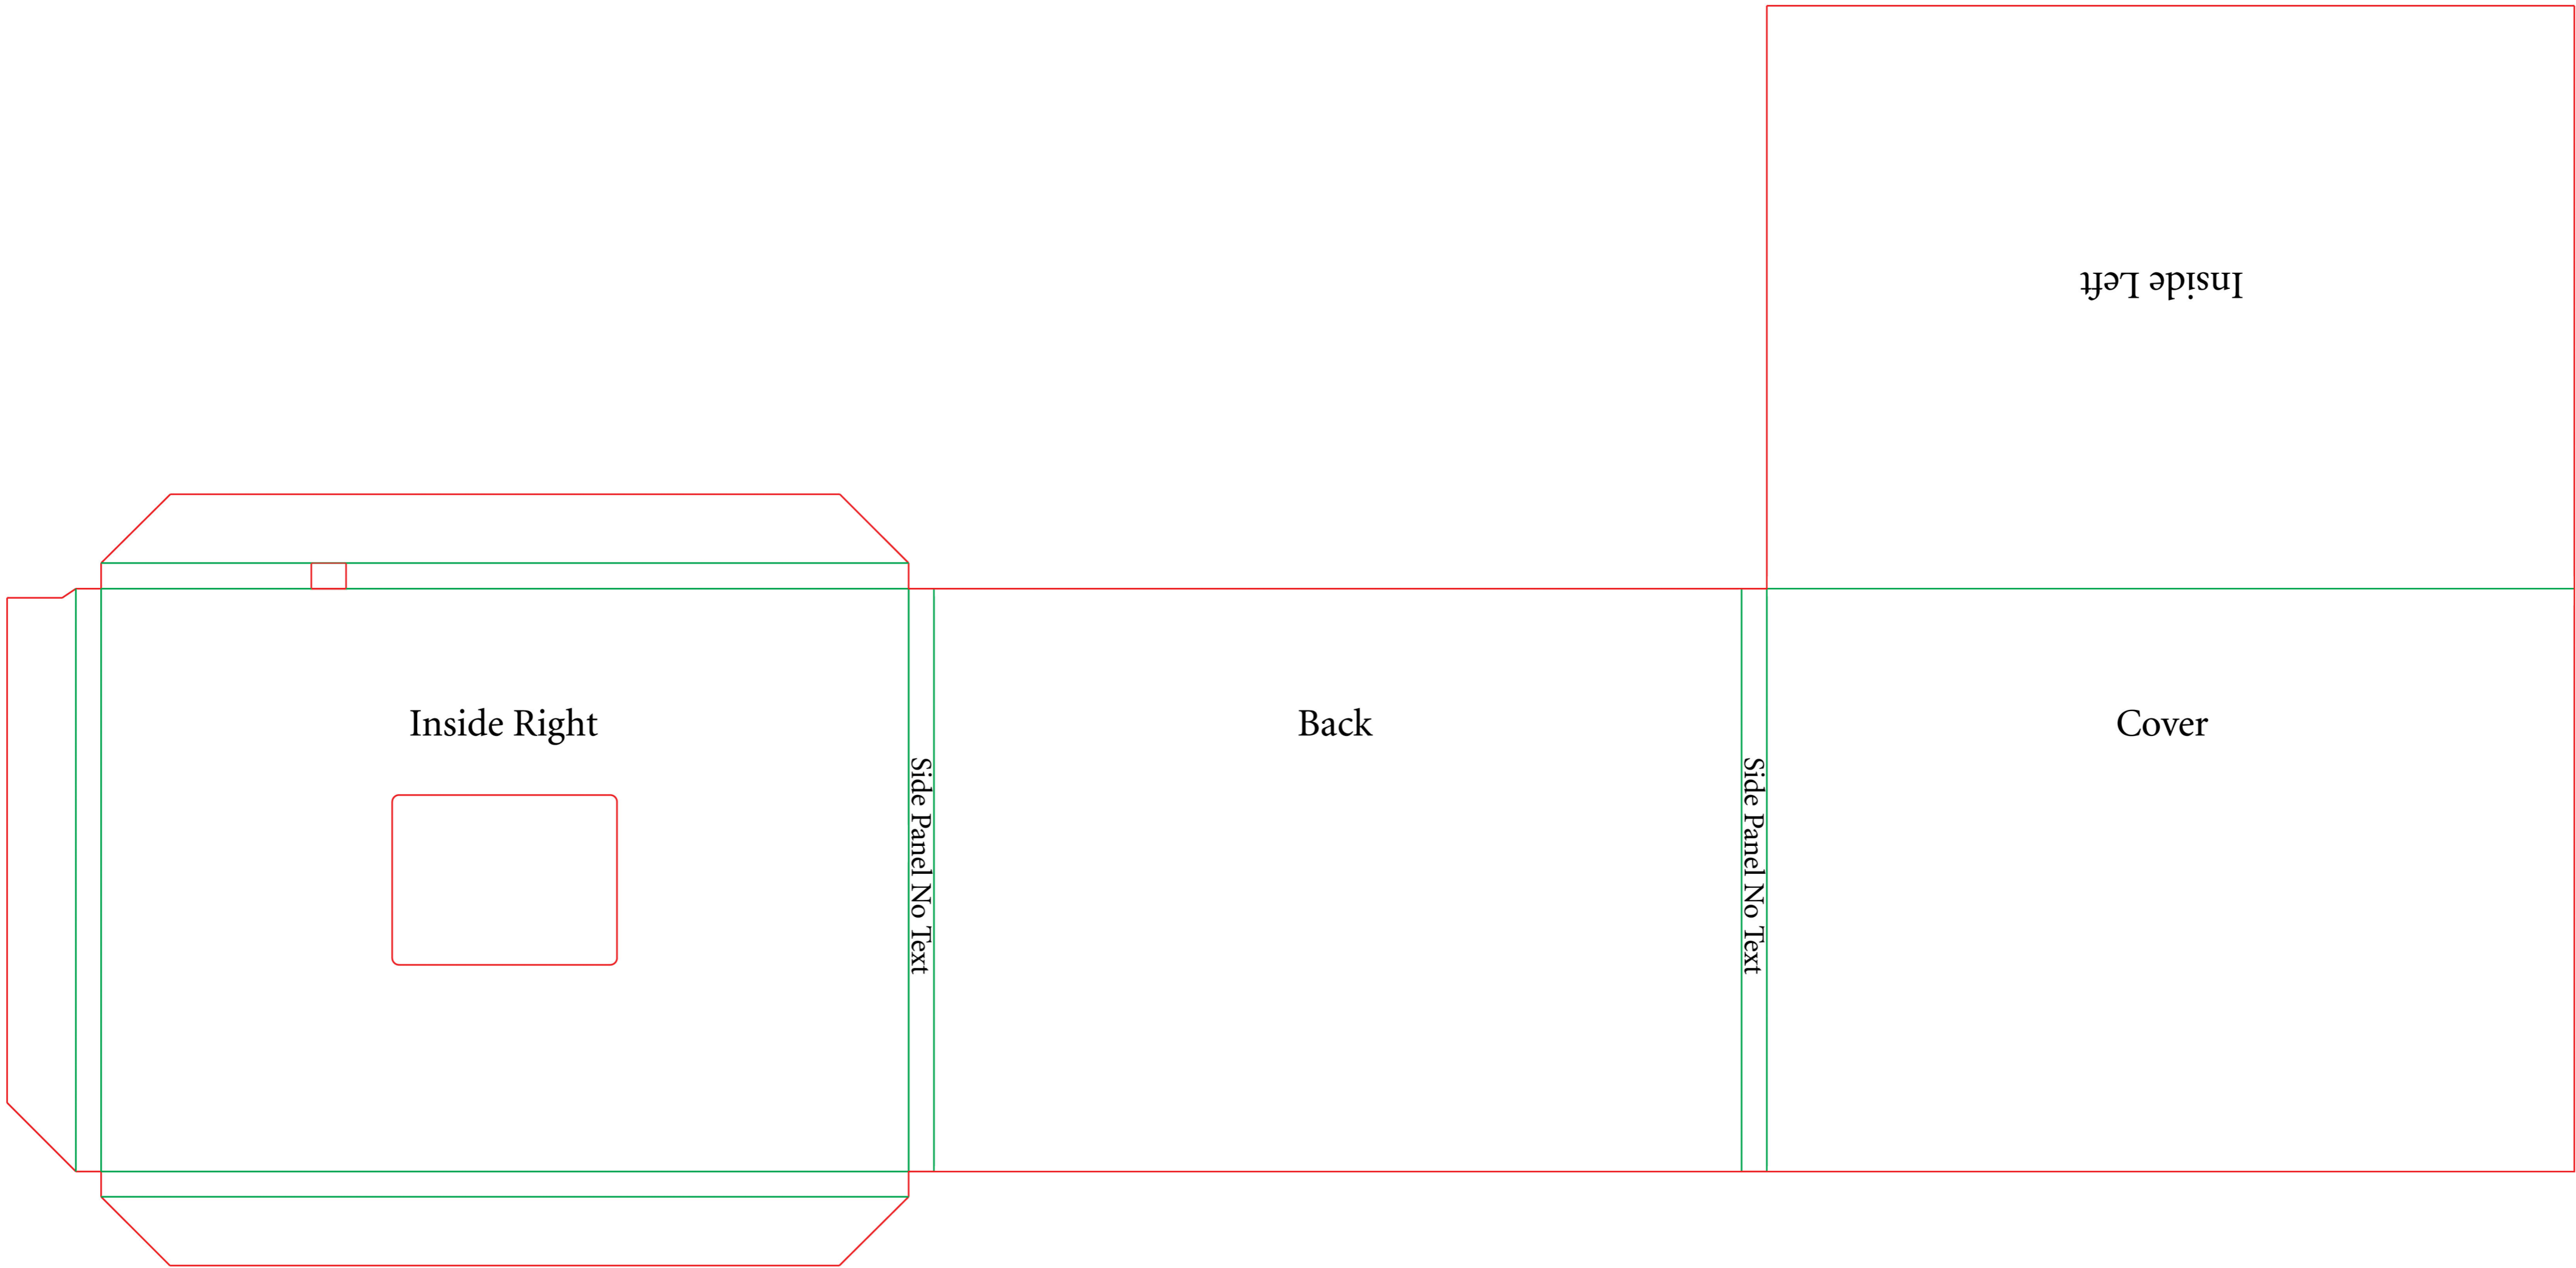 Inside Left
Inside Right
Side Panel No Text
Back
Side Panel No Text
Cover